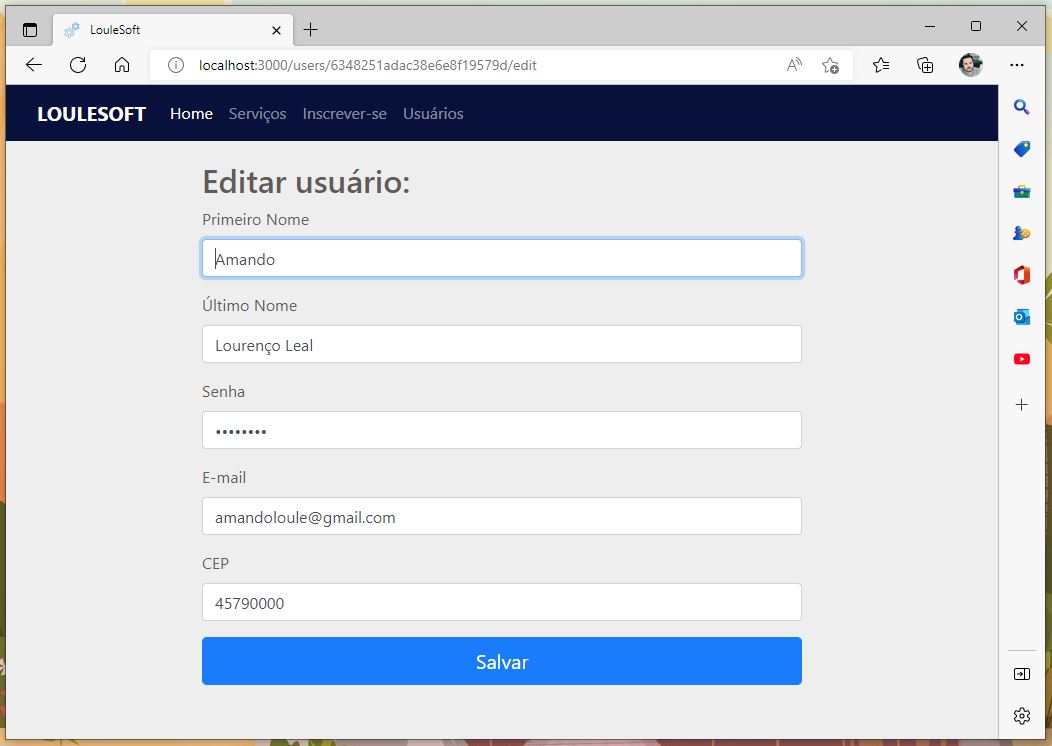 LouleSoft
localhost:3000/users/6348251adac38e6e8f19579d/edit
LOULESOFT Home Serviços Inscrever-se Usuários
Editar usuário:
Primeiro Nome
Amando
Último Nome
Lourenço Leal
Senha
••••••••
E-mail
amandoloule@gmail.com
CEP
45790000
Salvar